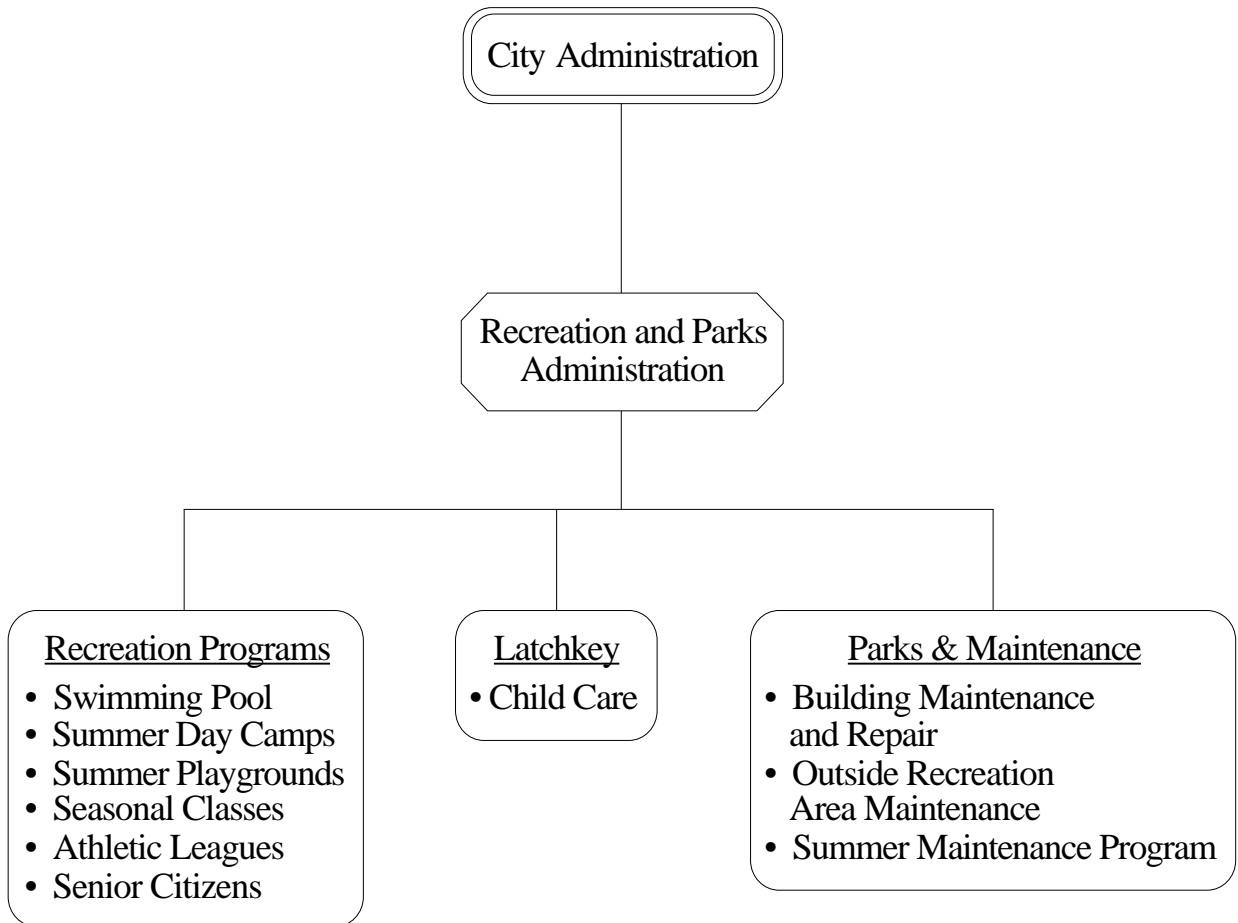 City Administration
Recreation and Parks
Administration
Recreation Programs
• Swimming Pool
• Summer Day Camps
• Summer Playgrounds
• Seasonal Classes
• Athletic Leagues
• Senior Citizens
Latchkey
• Child Care
Parks & Maintenance
• Building Maintenance
and Repair
• Outside Recreation
Area Maintenance
• Summer Maintenance Program